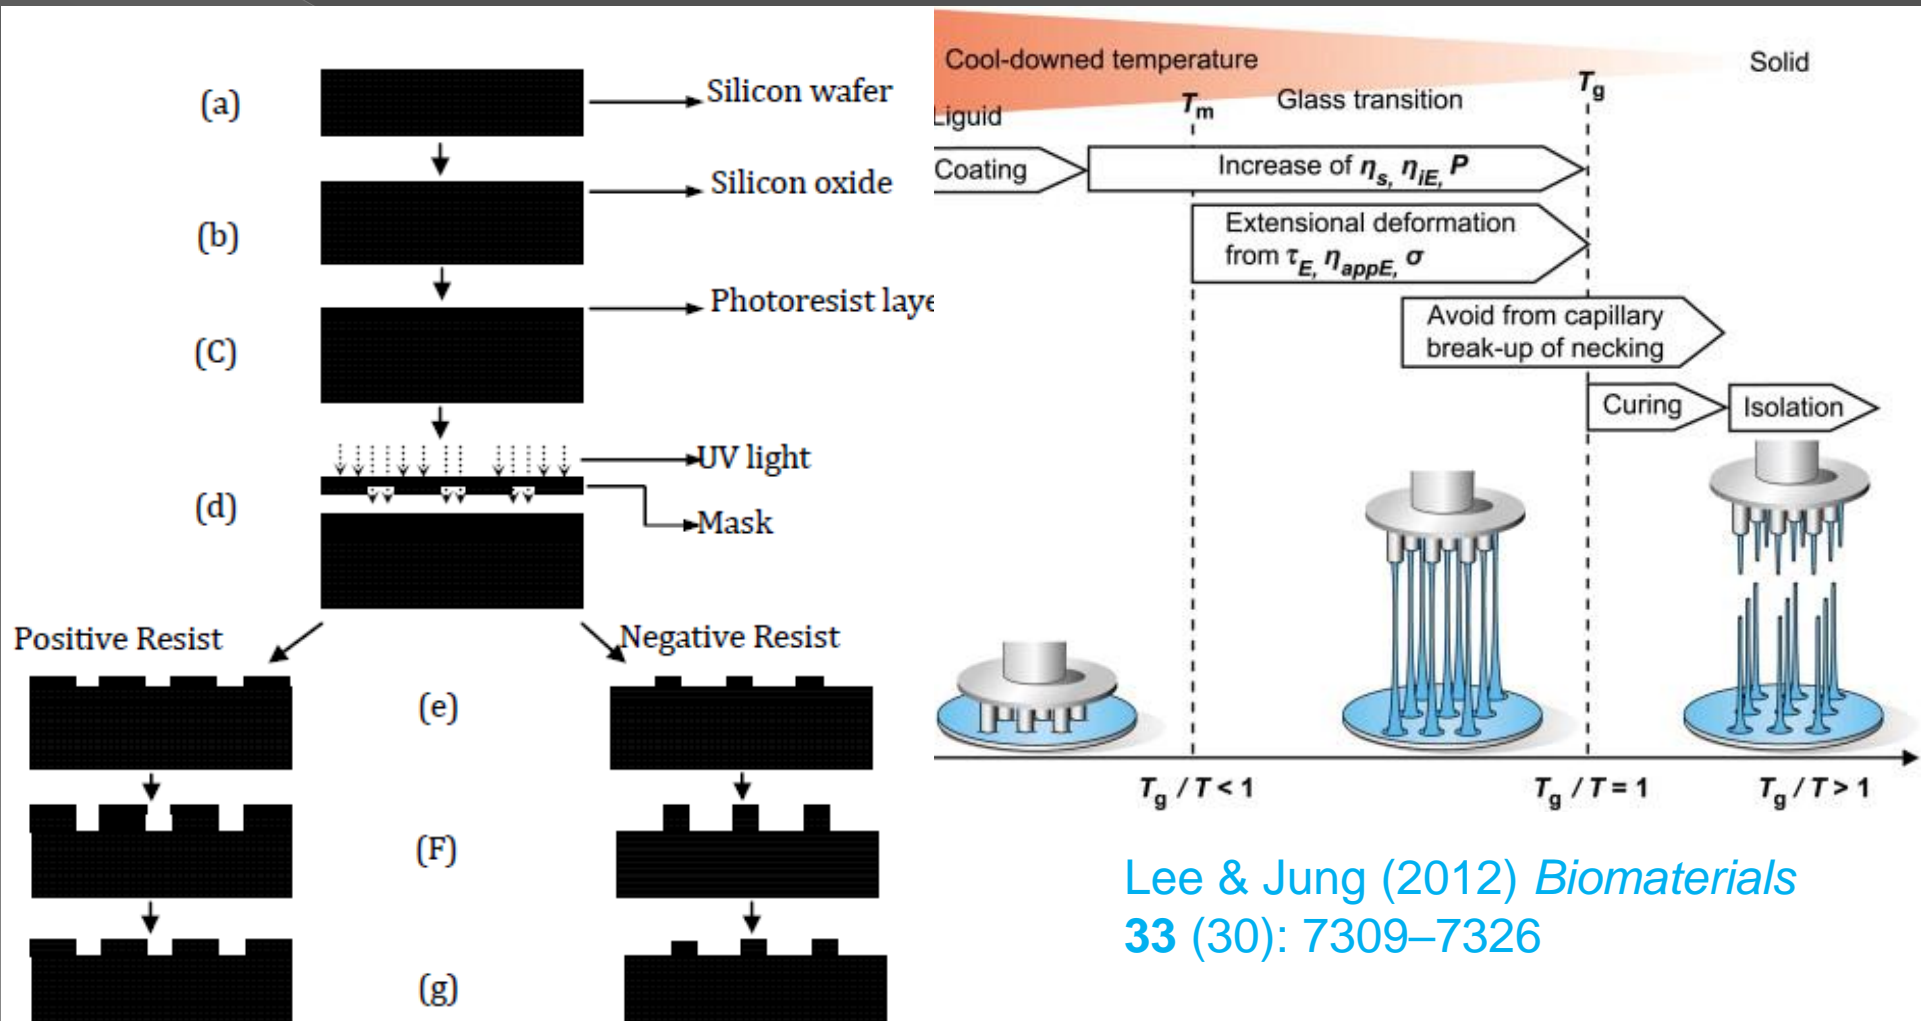 (a)
Silicon wafer
(b)
Silicon oxide
(C)
Photoresist laye
(d)
UV light
Mask
Positive Resist
Negative Resist
(e)
(F)
(g)
Cool-downed temperature
Solid
Liguid
Tm
Glass transition
Tg
Coating
Increase of ηs, ηiE, P
Extensional deformation
from τE, ηappE, σ
Avoid from capillary
break-up of necking
Curing
Isolation
Tg / T < 1
Tg / T = 1
Tg / T > 1
Lee & Jung (2012) Biomaterials
33 (30): 7309–7326